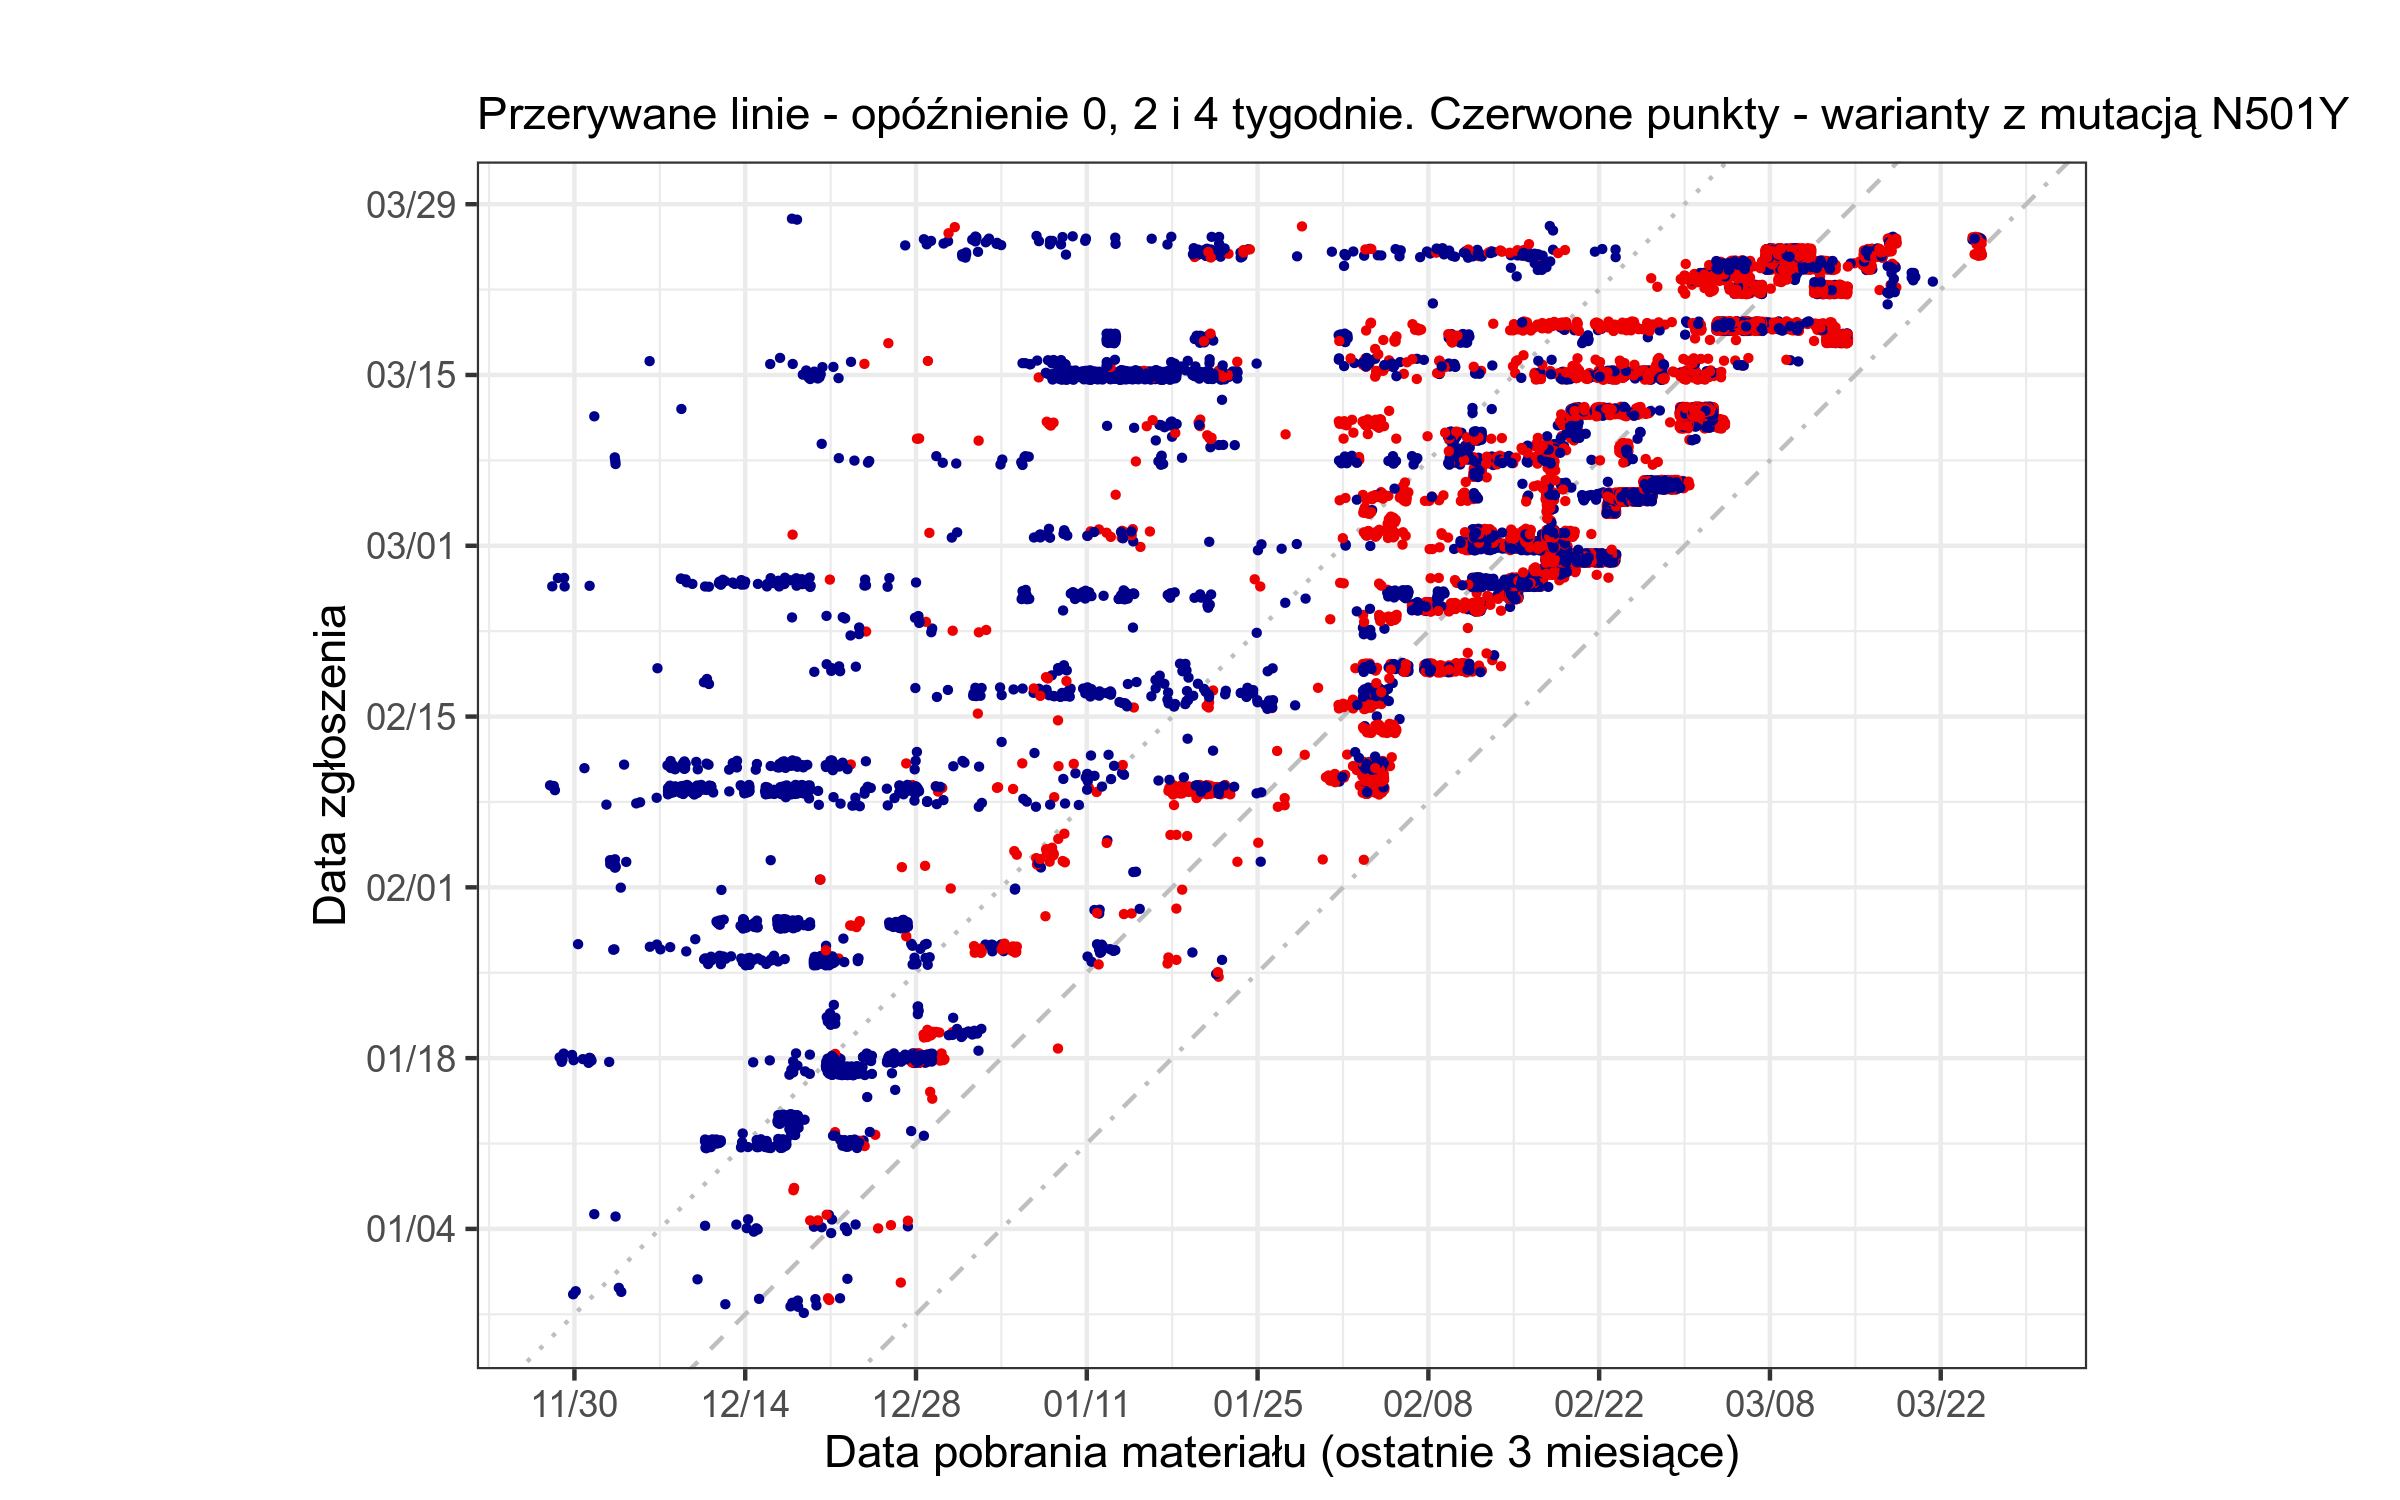 Przerywane linie - opóźnienie 0, 2 i 4 tygodnie. Czerwone punkty - warianty z mutacją N501Y
03/29
03/15
03/01
02/15
02/01
01/18
01/04
Data zgłoszenia
11/30 12/14 12/28 01/11 01/25 02/08 02/22 03/08 03/22
Data pobrania materiału (ostatnie 3 miesiące)